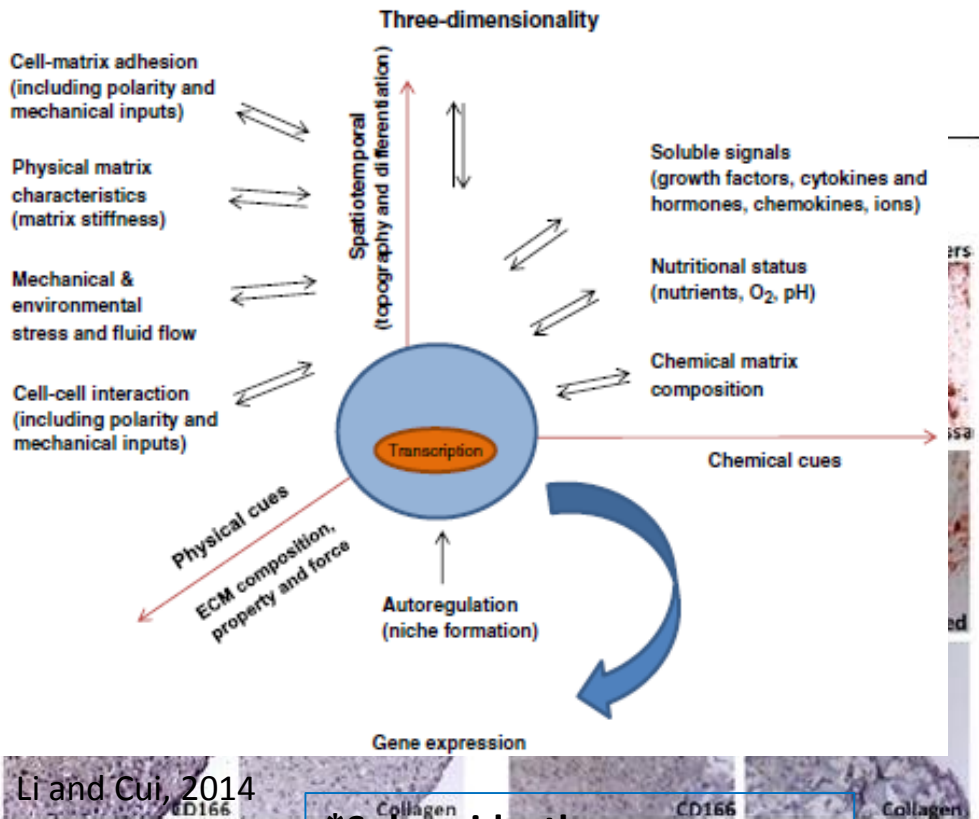 Three-dimensionality
Cell-matrix adhesion
(including polarity and
mechanical inputs)
Physical matrix
characteristics
(matrix stiffness)
Mechanical &
environmental
stress and fluid flow
Cell-cell interaction
(including polarity and
mechanical inputs)
Spatiotemporal
(topography and differentiation)
Soluble signals
(growth factors, cytokines and
hormones, chemokines, ions)
Nutritional status
(nutrients, O₂, pH)
Chemical matrix
composition
Transcription
Chemical cues
Physical cues
ECM composition,
property and force
Autoregulation
(niche formation)
Gene expression
Li and Cui, 2014
CD166
Collagen
CD166
Collagen